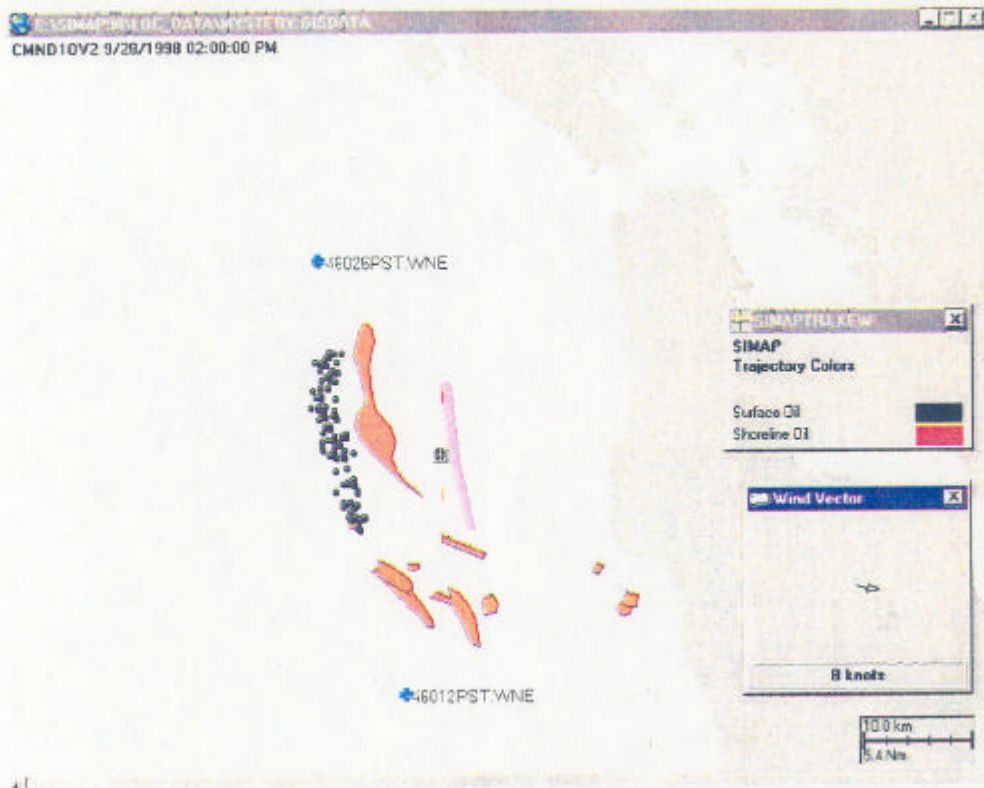 CMND10V2 9/28/1998 02:00:00 PM
46026PST.WNE
SIMAP
Trajectory Colors
Surface Oil
Shoreline Oil
Wind Vector
8 knots
46012PST.WNE
10.0 km
5.4 Nm